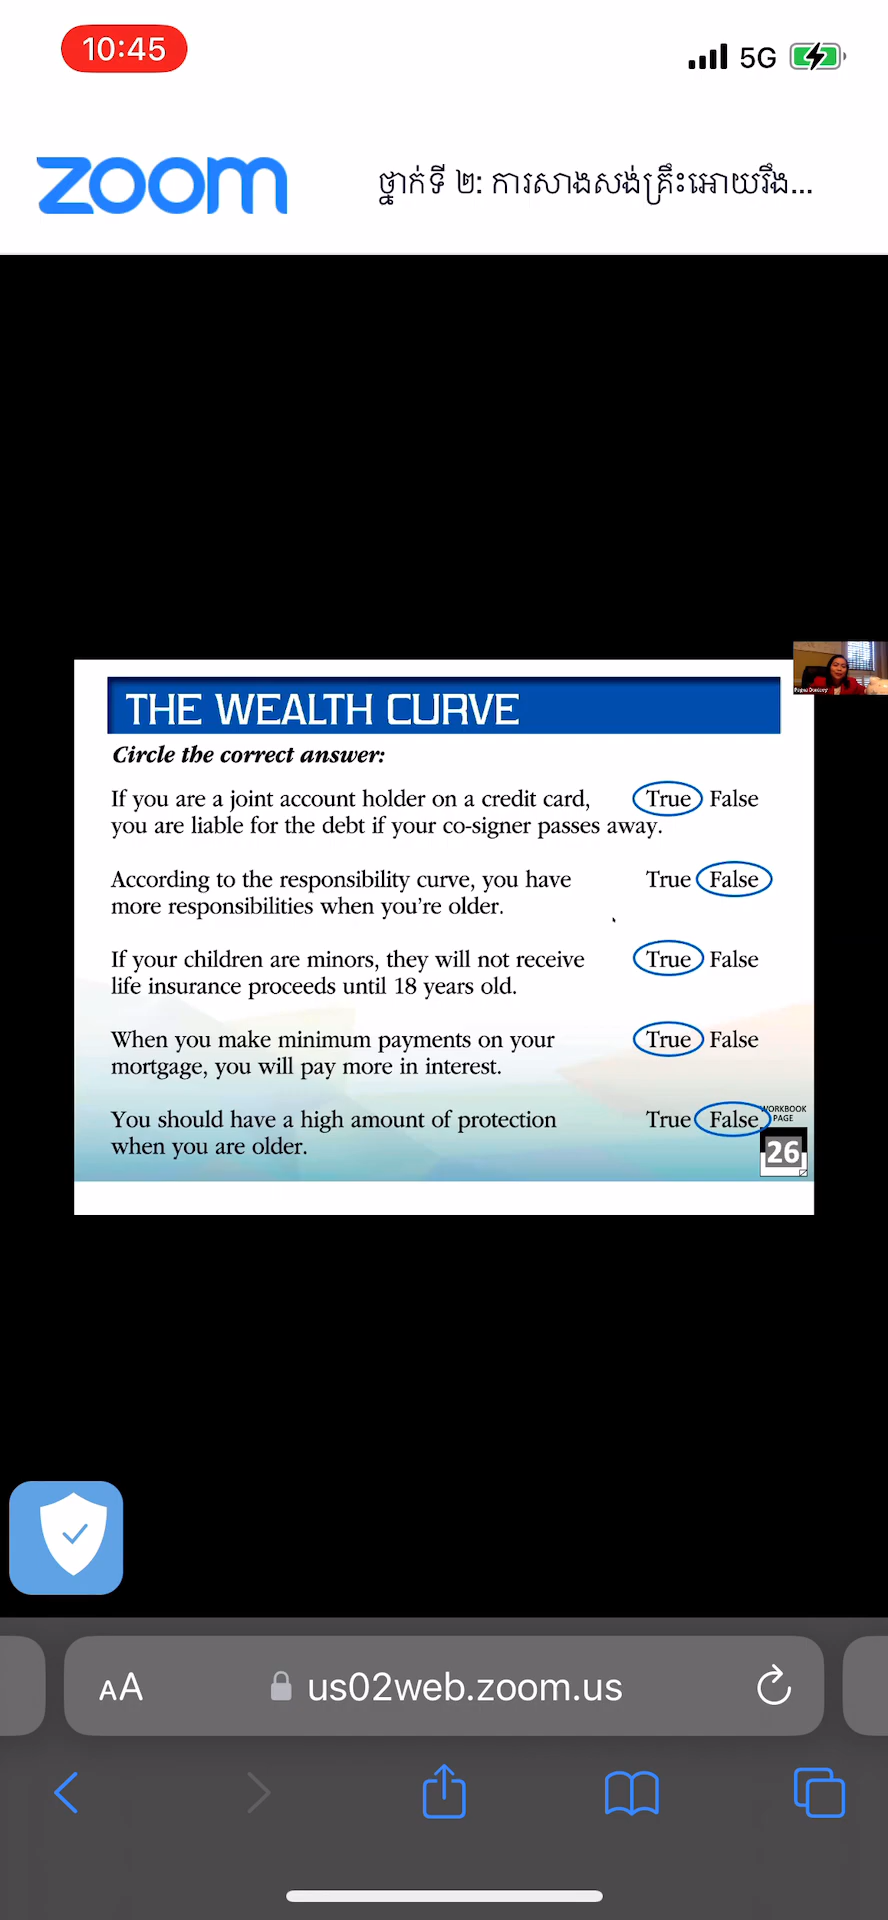 10:45
5G
zoom
ថ្នាក់ទី ២: ការសាងសង់គ្រឹះអោយរឹង...
THE WEALTH CURVE
Circle the correct answer:
If you are a joint account holder on a credit card, True False
you are liable for the debt if your co-signer passes away.
According to the responsibility curve, you have True False
more responsibilities when you're older.
If your children are minors, they will not receive True False
life insurance proceeds until 18 years old.
When you make minimum payments on your True False
mortgage, you will pay more in interest.
You should have a high amount of protection True False
when you are older.
WORKBOOK
PAGE
26
AA us02web.zoom.us